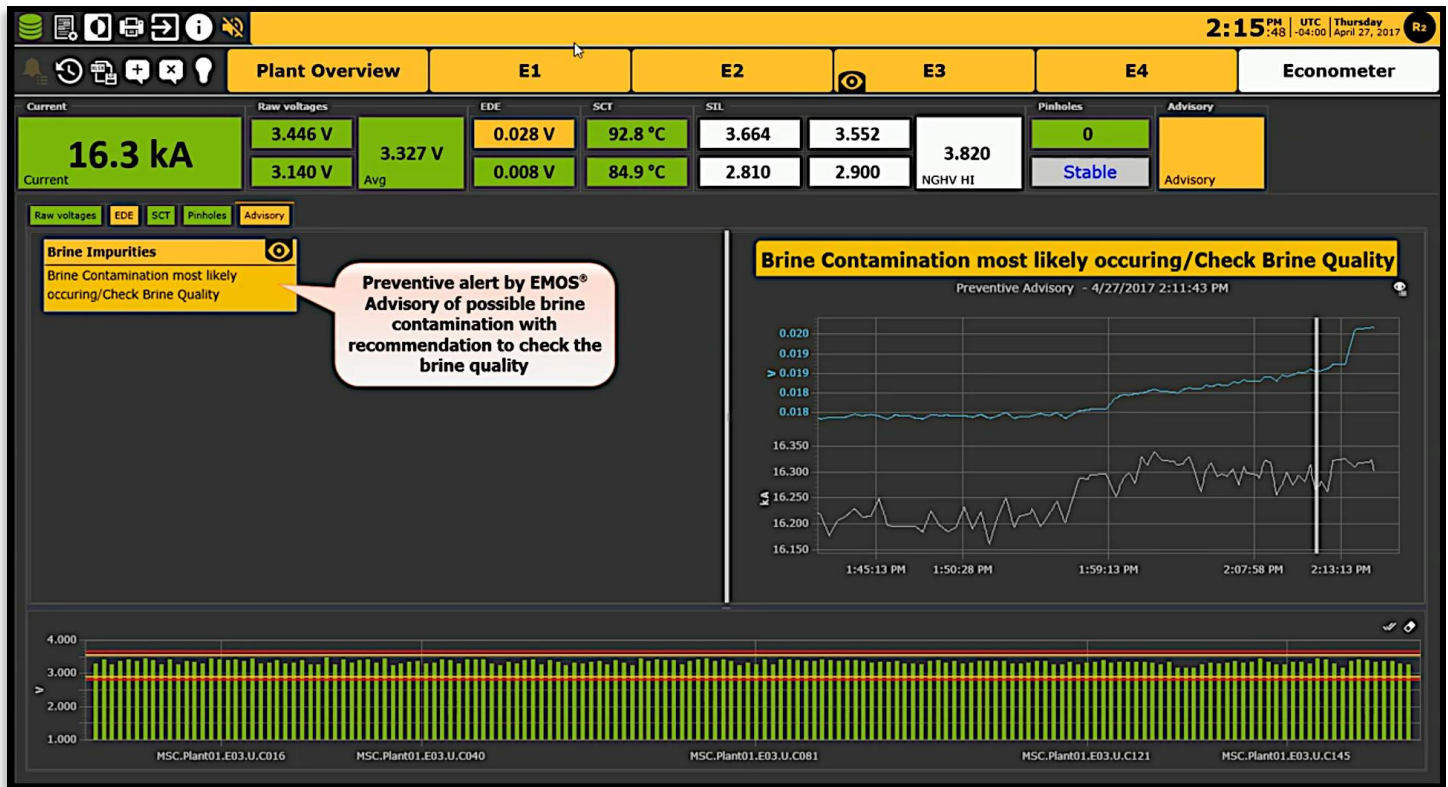 2:15 PM :48 UTC -04:00 Thursday April 27, 2017 R2
Plant Overview E1 E2 E3 E4 Econometer
Current Raw voltages EDE SCT SIL Pinholes Advisory
16.3 kA
Current
3.446 V
3.140 V
3.327 V
Avg
0.028 V
0.008 V
92.8 °C
84.9 °C
3.664 3.552
2.810 2.900
3.820
NGHV HI
0
Stable
Advisory
Raw voltages EDE SCT Pinholes Advisory
Brine Impurities
Brine Contamination most likely
occuring/Check Brine Quality
Preventive alert by EMOS®
Advisory of possible brine
contamination with
recommendation to check the
brine quality
Brine Contamination most likely occuring/Check Brine Quality
Preventive Advisory - 4/27/2017 2:11:43 PM
0.020
0.019
V
0.019
0.018
0.018
16.350
16.300
kA
16.250
16.200
16.150
1:45:13 PM 1:50:28 PM 1:59:13 PM 2:07:58 PM 2:13:13 PM
4.000
3.000
V
2.000
1.000
MSC.Plant01.E03.U.C016 MSC.Plant01.E03.U.C040 MSC.Plant01.E03.U.C081 MSC.Plant01.E03.U.C121 MSC.Plant01.E03.U.C145